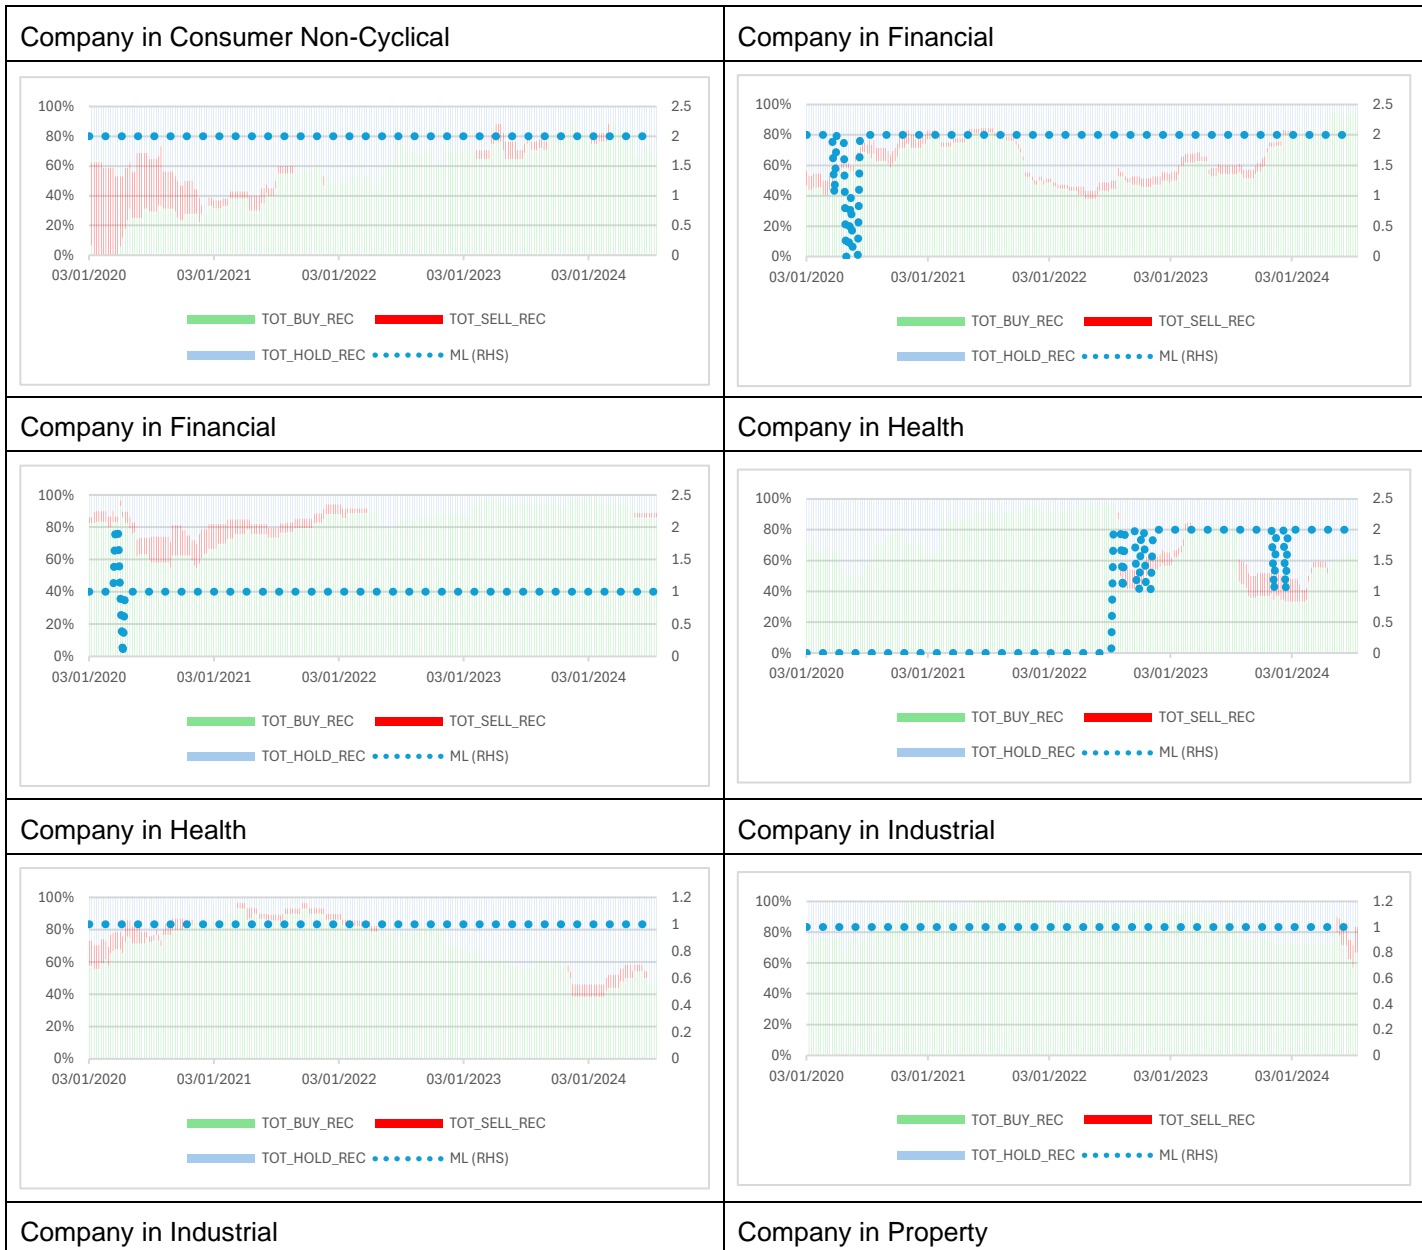 Company in Consumer Non-Cyclical
100% 2.5
80% 2
60% 1.5
40% 1
20% 0.5
0% 0
03/01/2020 03/01/2021 03/01/2022 03/01/2023 03/01/2024
TOT_BUY_REC TOT_SELL_REC
TOT_HOLD_REC ML (RHS)
Company in Financial
100% 2.5
80% 2
60% 1.5
40% 1
20% 0.5
0% 0
03/01/2020 03/01/2021 03/01/2022 03/01/2023 03/01/2024
TOT_BUY_REC TOT_SELL_REC
TOT_HOLD_REC ML (RHS)
Company in Financial
100% 2.5
80% 2
60% 1.5
40% 1
20% 0.5
0% 0
03/01/2020 03/01/2021 03/01/2022 03/01/2023 03/01/2024
TOT_BUY_REC TOT_SELL_REC
TOT_HOLD_REC ML (RHS)
Company in Health
100% 2.5
80% 2
60% 1.5
40% 1
20% 0.5
0% 0
03/01/2020 03/01/2021 03/01/2022 03/01/2023 03/01/2024
TOT_BUY_REC TOT_SELL_REC
TOT_HOLD_REC ML (RHS)
Company in Health
100% 1.2
80% 1
60% 0.8
40% 0.6
20% 0.4
0% 0.2
0
03/01/2020 03/01/2021 03/01/2022 03/01/2023 03/01/2024
TOT_BUY_REC TOT_SELL_REC
TOT_HOLD_REC ML (RHS)
Company in Industrial
100% 1.2
80% 1
60% 0.8
40% 0.6
20% 0.4
0% 0.2
0
03/01/2020 03/01/2021 03/01/2022 03/01/2023 03/01/2024
TOT_BUY_REC TOT_SELL_REC
TOT_HOLD_REC ML (RHS)
Company in Industrial
Company in Property